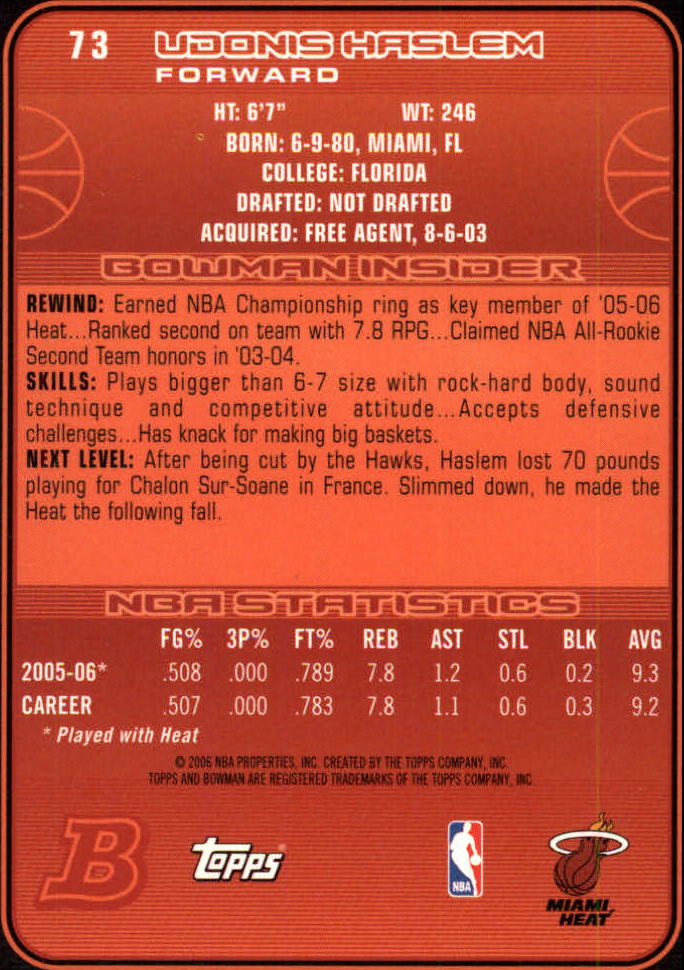 73 UDONIS HASLEM
FORWARD
HT: 6'7" WT: 246
BORN: 6-9-80, MIAMI, FL
COLLEGE: FLORIDA
DRAFTED: NOT DRAFTED
ACQUIRED: FREE AGENT, 8-6-03
BOWMAN INSIDER
REWIND: Earned NBA Championship ring as key member of '05-06
Heat...Ranked second on team with 7.8 RPG...Claimed NBA All-Rookie
Second Team honors in '03-04.
SKILLS: Plays bigger than 6-7 size with rock-hard body, sound
technique and competitive attitude...Accepts defensive
challenges...Has knack for making big baskets.
NEXT LEVEL: After being cut by the Hawks, Haslem lost 70 pounds
playing for Chalon Sur-Soane in France. Slimmed down, he made the
Heat the following fall.
NBA STATISTICS
FG% 3P% FT% REB AST STL BLK AVG
2005-06* .508 .000 .789 7.8 1.2 0.6 0.2 9.3
CAREER .507 .000 .783 7.8 1.1 0.6 0.3 9.2
* Played with Heat
© 2006 NBA PROPERTIES, INC. CREATED BY THE TOPPS COMPANY, INC.
TOPPS AND BOWMAN ARE REGISTERED TRADEMARKS OF THE TOPPS COMPANY, INC.
B Topps NBA MIAMI
HEAT